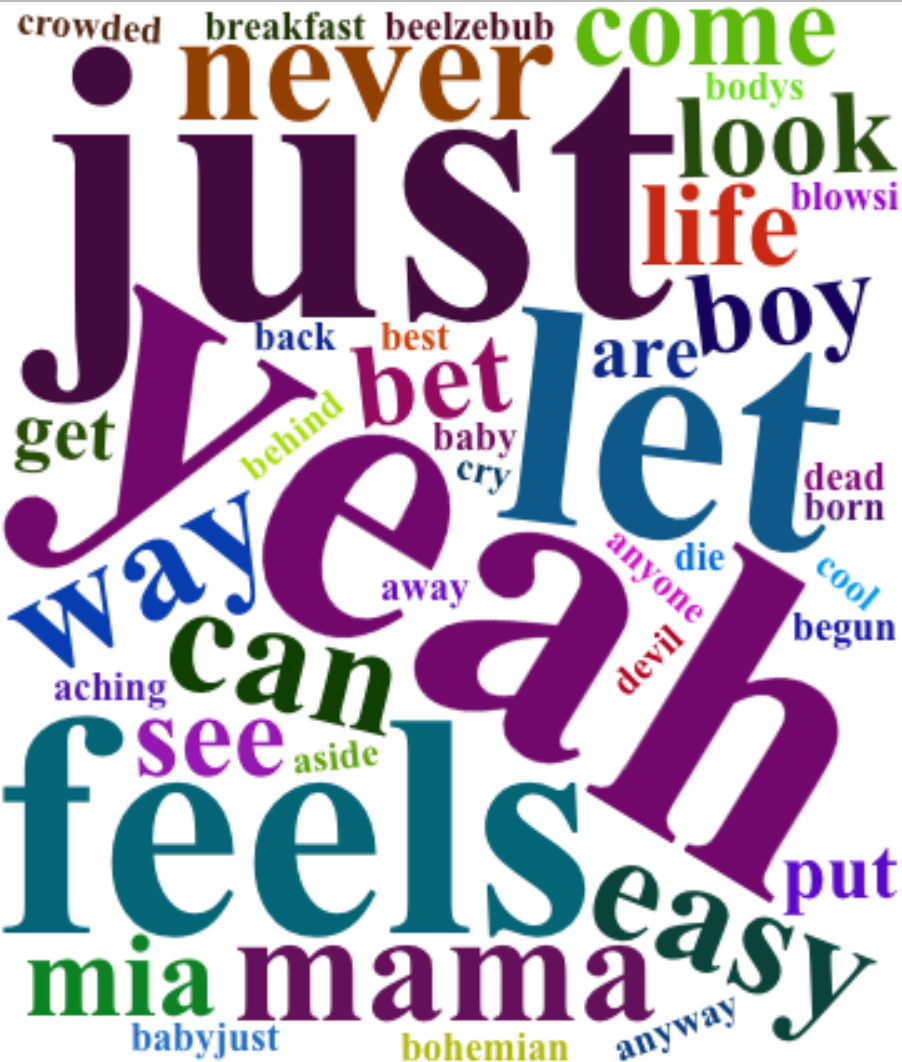 crowded
breakfast
beelzebub
come
never
bodys
just
look
life
blowsi
boy
back
best
are
let
bet
get
behind
baby
cry
yeah
dead
born
way
away
anyone
die
cool
begun
can
devil
aching
see
aside
feels
put
easy
mia
mama
babyjust
bohemian
anyway